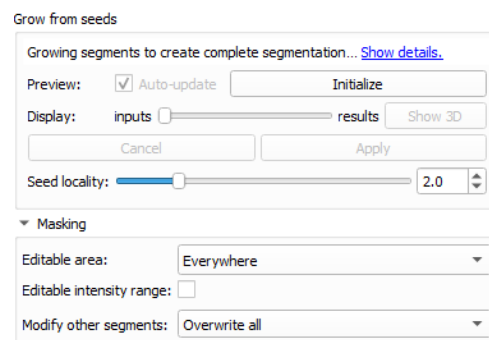 Grow from seeds
Growing segments to create complete segmentation... Show details.
Preview: Auto-update Initialize
Display: inputs results Show 3D
Cancel Apply
Seed locality: 2.0
Masking
Editable area: Everywhere
Editable intensity range:
Modify other segments: Overwrite all